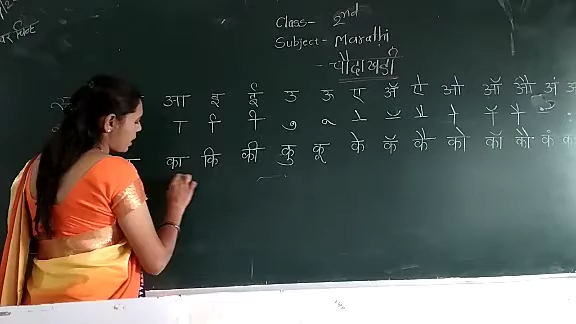 Class- 2nd
Subject- Marathi
- चौदाखडी
आ इ ई उ ऊ ए ॲ ऐ ओ ऑ औ अं
ा ि ी ु ू े ॅ ै ो ॉ ौ ं :
का कि की कु कू के कॅ कै को कॉ कौ कं